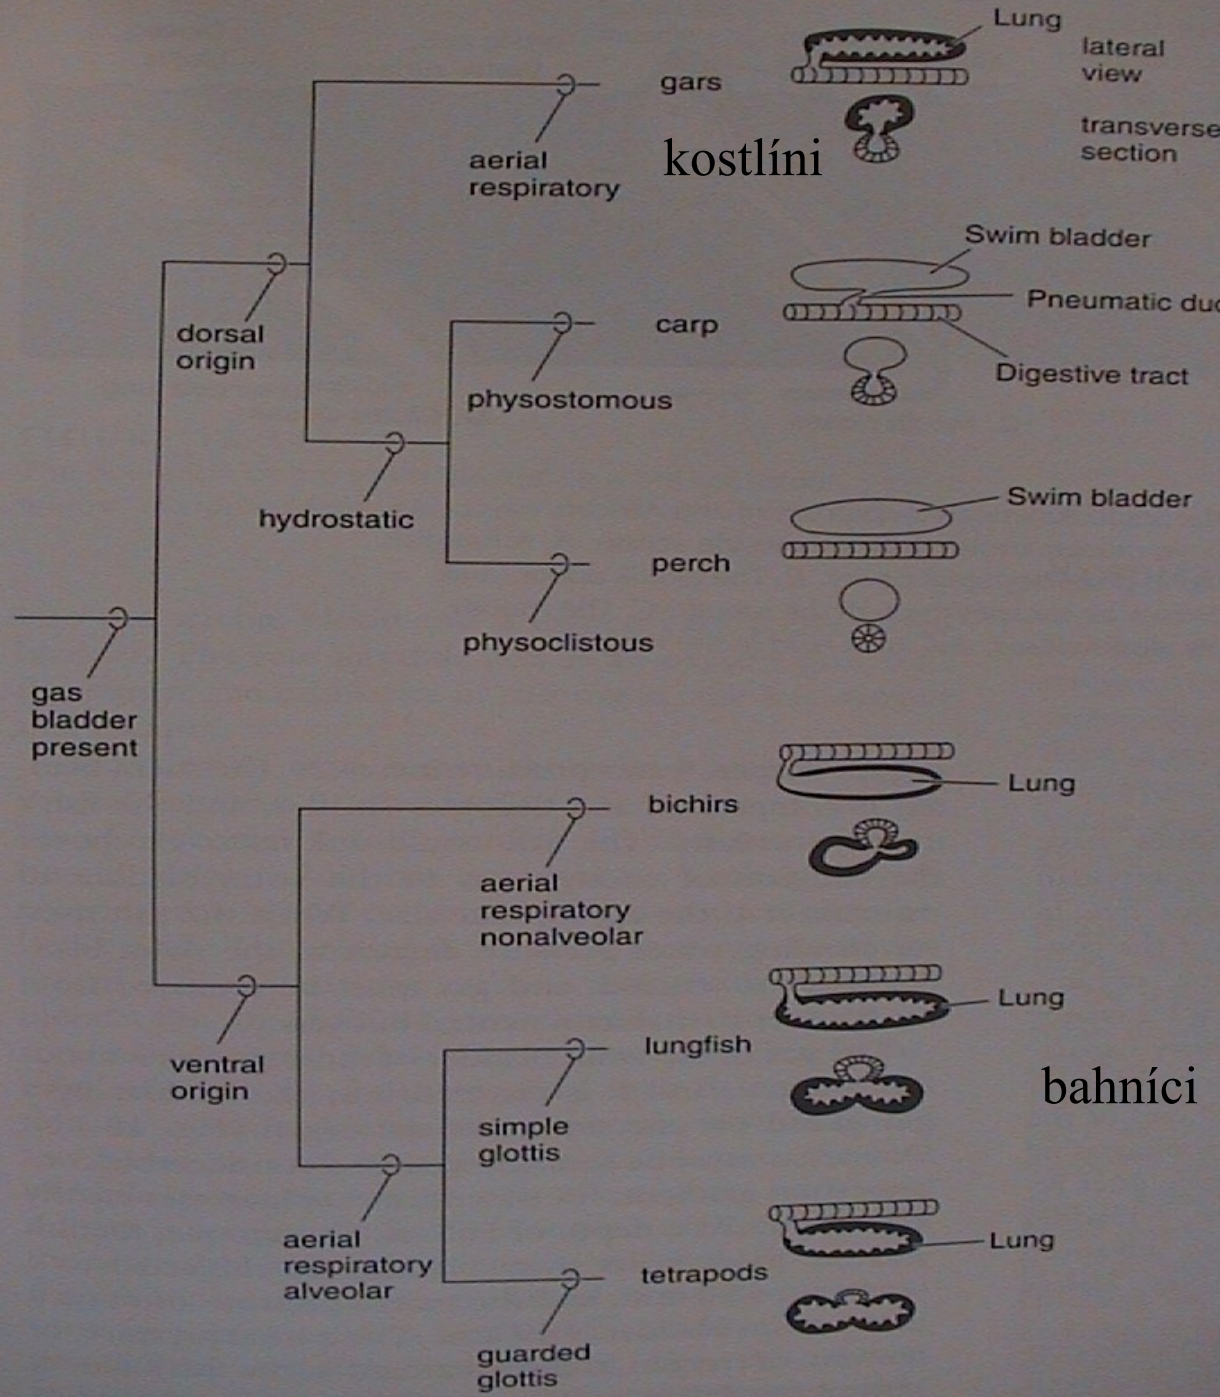 Lung
lateral
view
gars
transverse
section
aerial
respiratory
kostlíni
Swim bladder
Pneumatic duc
dorsal
origin
carp
Digestive tract
physostomous
Swim bladder
hydrostatic
perch
physoclistous
gas
bladder
present
bichirs
Lung
aerial
respiratory
nonalveolar
Lung
lungfish
ventral
origin
bahníci
simple
glottis
aerial
respiratory
alveolar
Lung
tetrapods
guarded
glottis